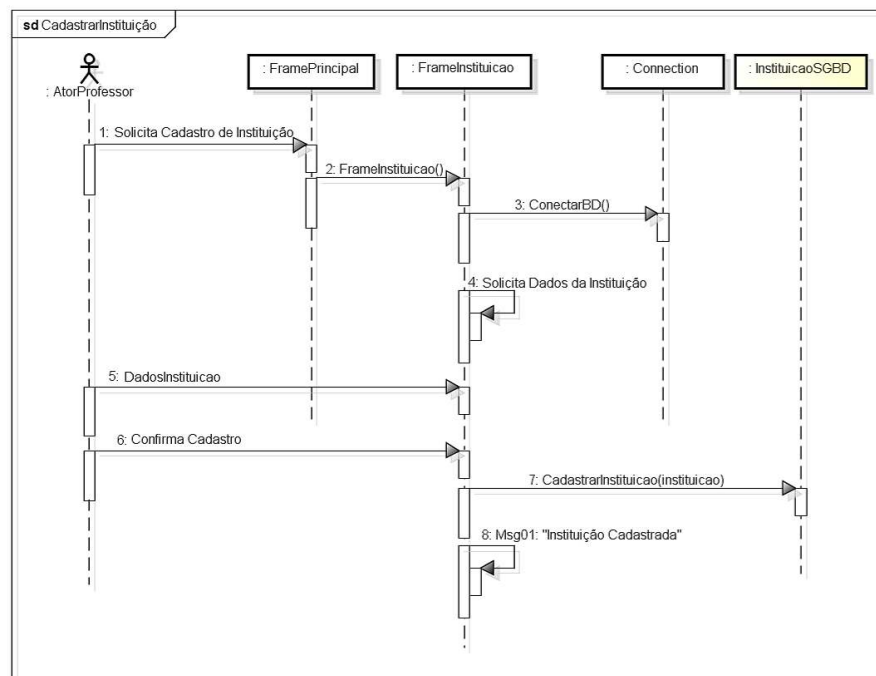 sd CadastrarInstituição
: AtorProfessor
: FramePrincipal
: FrameInstituicao
: Connection
: InstituicaoSGBD
1: Solicita Cadastro de Instituição
2: FrameInstituicao()
3: ConectarBD()
4: Solicita Dados da Instituição
5: DadosInstituicao
6: Confirma Cadastro
7: CadastrarInstituicao(instituicao)
8: Msg01: "Instituição Cadastrada"